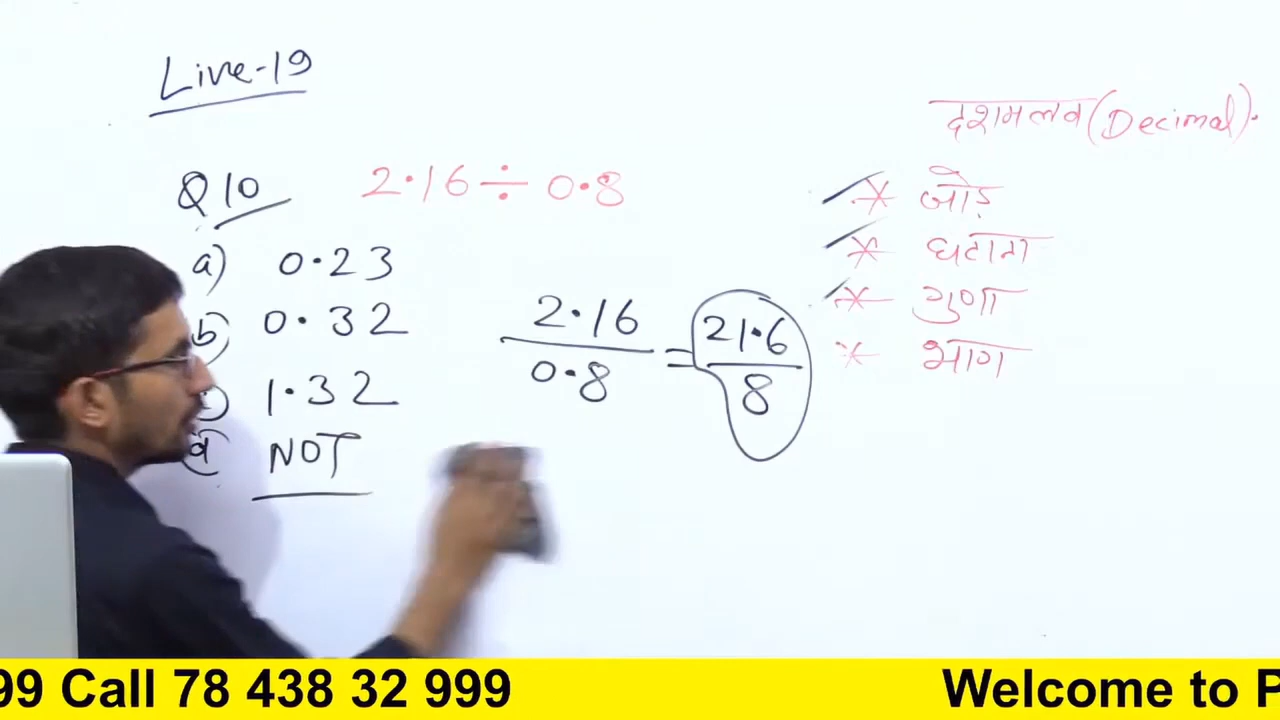 Live-19
दशमलव (Decimal).
Q10 2.16 ÷ 0.8
* जोड़
* घटाना
* गुणा
* भाग
a) 0.23
b) 0.32
1.32
d) NOT
2.16/0.8 = 21.6/8
99 Call 78 438 32 999
Welcome to P